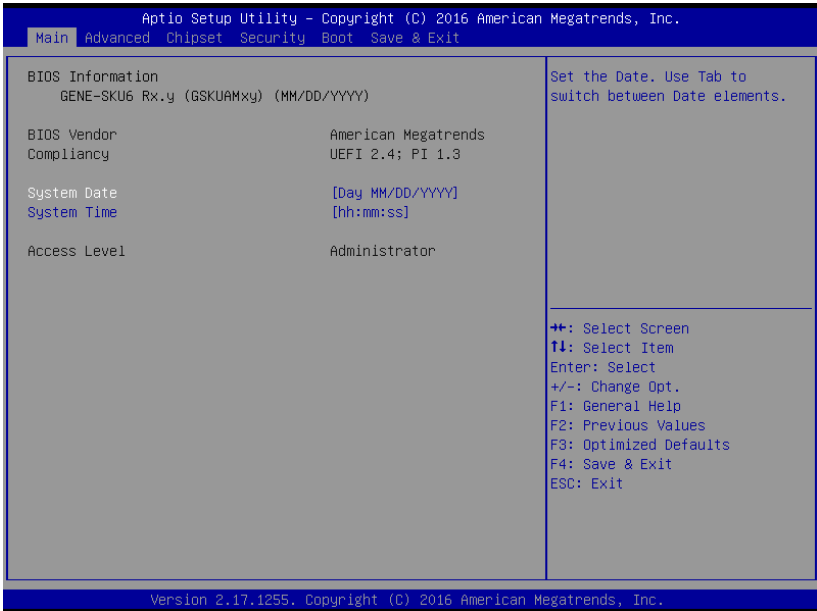 Aptio Setup Utility – Copyright (C) 2016 American Megatrends, Inc.
Main Advanced Chipset Security Boot Save & Exit
BIOS Information
GENE-SKU6 Rx.y (GSKUAMxy) (MM/DD/YYYY)
BIOS Vendor American Megatrends
Compliancy UEFI 2.4; PI 1.3
System Date [Day MM/DD/YYYY]
System Time [hh:mm:ss]
Access Level Administrator
Set the Date. Use Tab to
switch between Date elements.
→←: Select Screen
↑↓: Select Item
Enter: Select
+/-: Change Opt.
F1: General Help
F2: Previous Values
F3: Optimized Defaults
F4: Save & Exit
ESC: Exit
Version 2.17.1255. Copyright (C) 2016 American Megatrends, Inc.